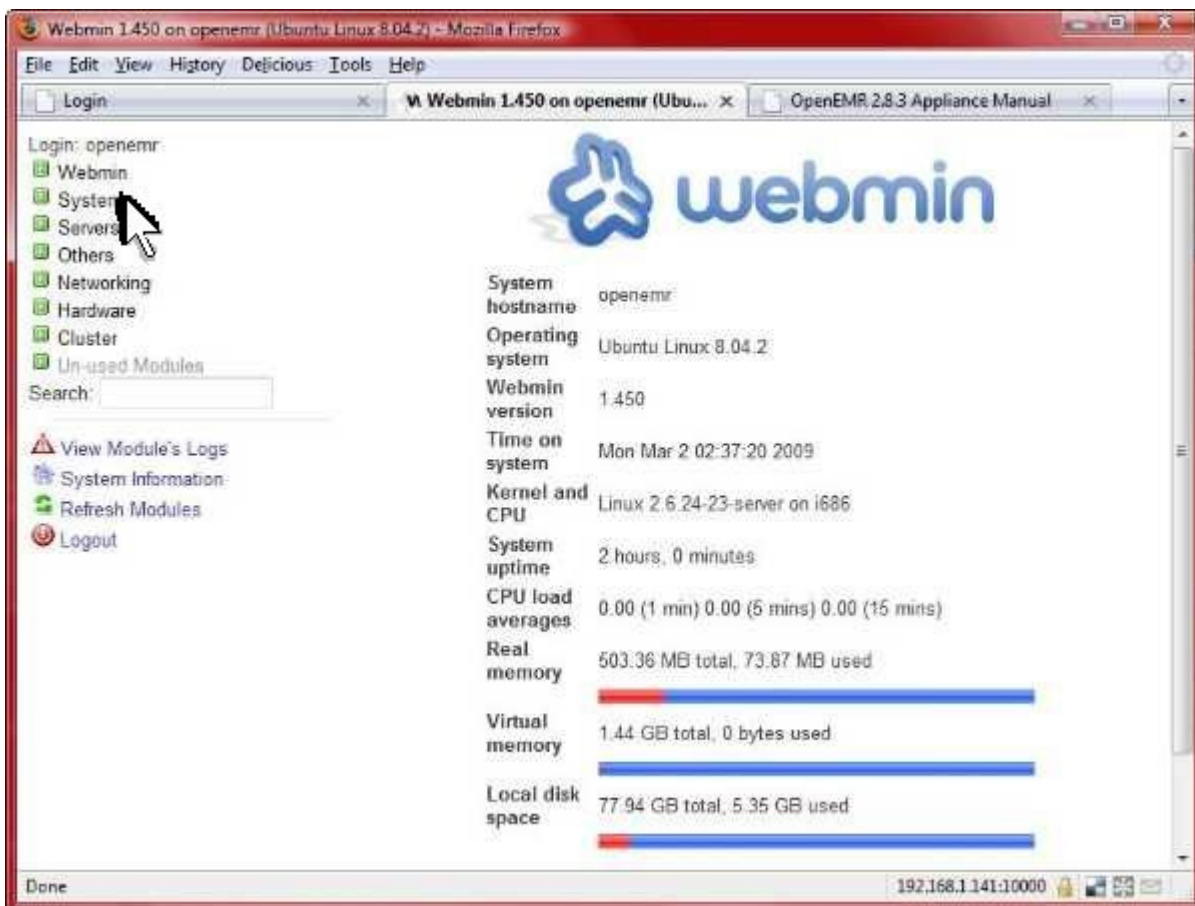 Webmin 1.450 on openemr (Ubuntu Linux 8.04.2) - Mozilla Firefox
File Edit View History Delicious Tools Help
Login
Webmin 1.450 on openemr (Ubu...
OpenEMR 2.8.3 Appliance Manual
Login: openemr
Webmin
System
Servers
Others
Networking
Hardware
Cluster
Un-used Modules
Search:
View Module's Logs
System Information
Refresh Modules
Logout
webmin
System hostname openemr
Operating system Ubuntu Linux 8.04.2
Webmin version 1.450
Time on system Mon Mar 2 02:37:20 2009
Kernel and CPU Linux 2.6.24-23-server on i686
System uptime 2 hours, 0 minutes
CPU load averages 0.00 (1 min) 0.00 (5 mins) 0.00 (15 mins)
Real memory 503.36 MB total, 73.87 MB used
Virtual memory 1.44 GB total, 0 bytes used
Local disk space 77.94 GB total, 5.35 GB used
Done
192.168.1.141:10000